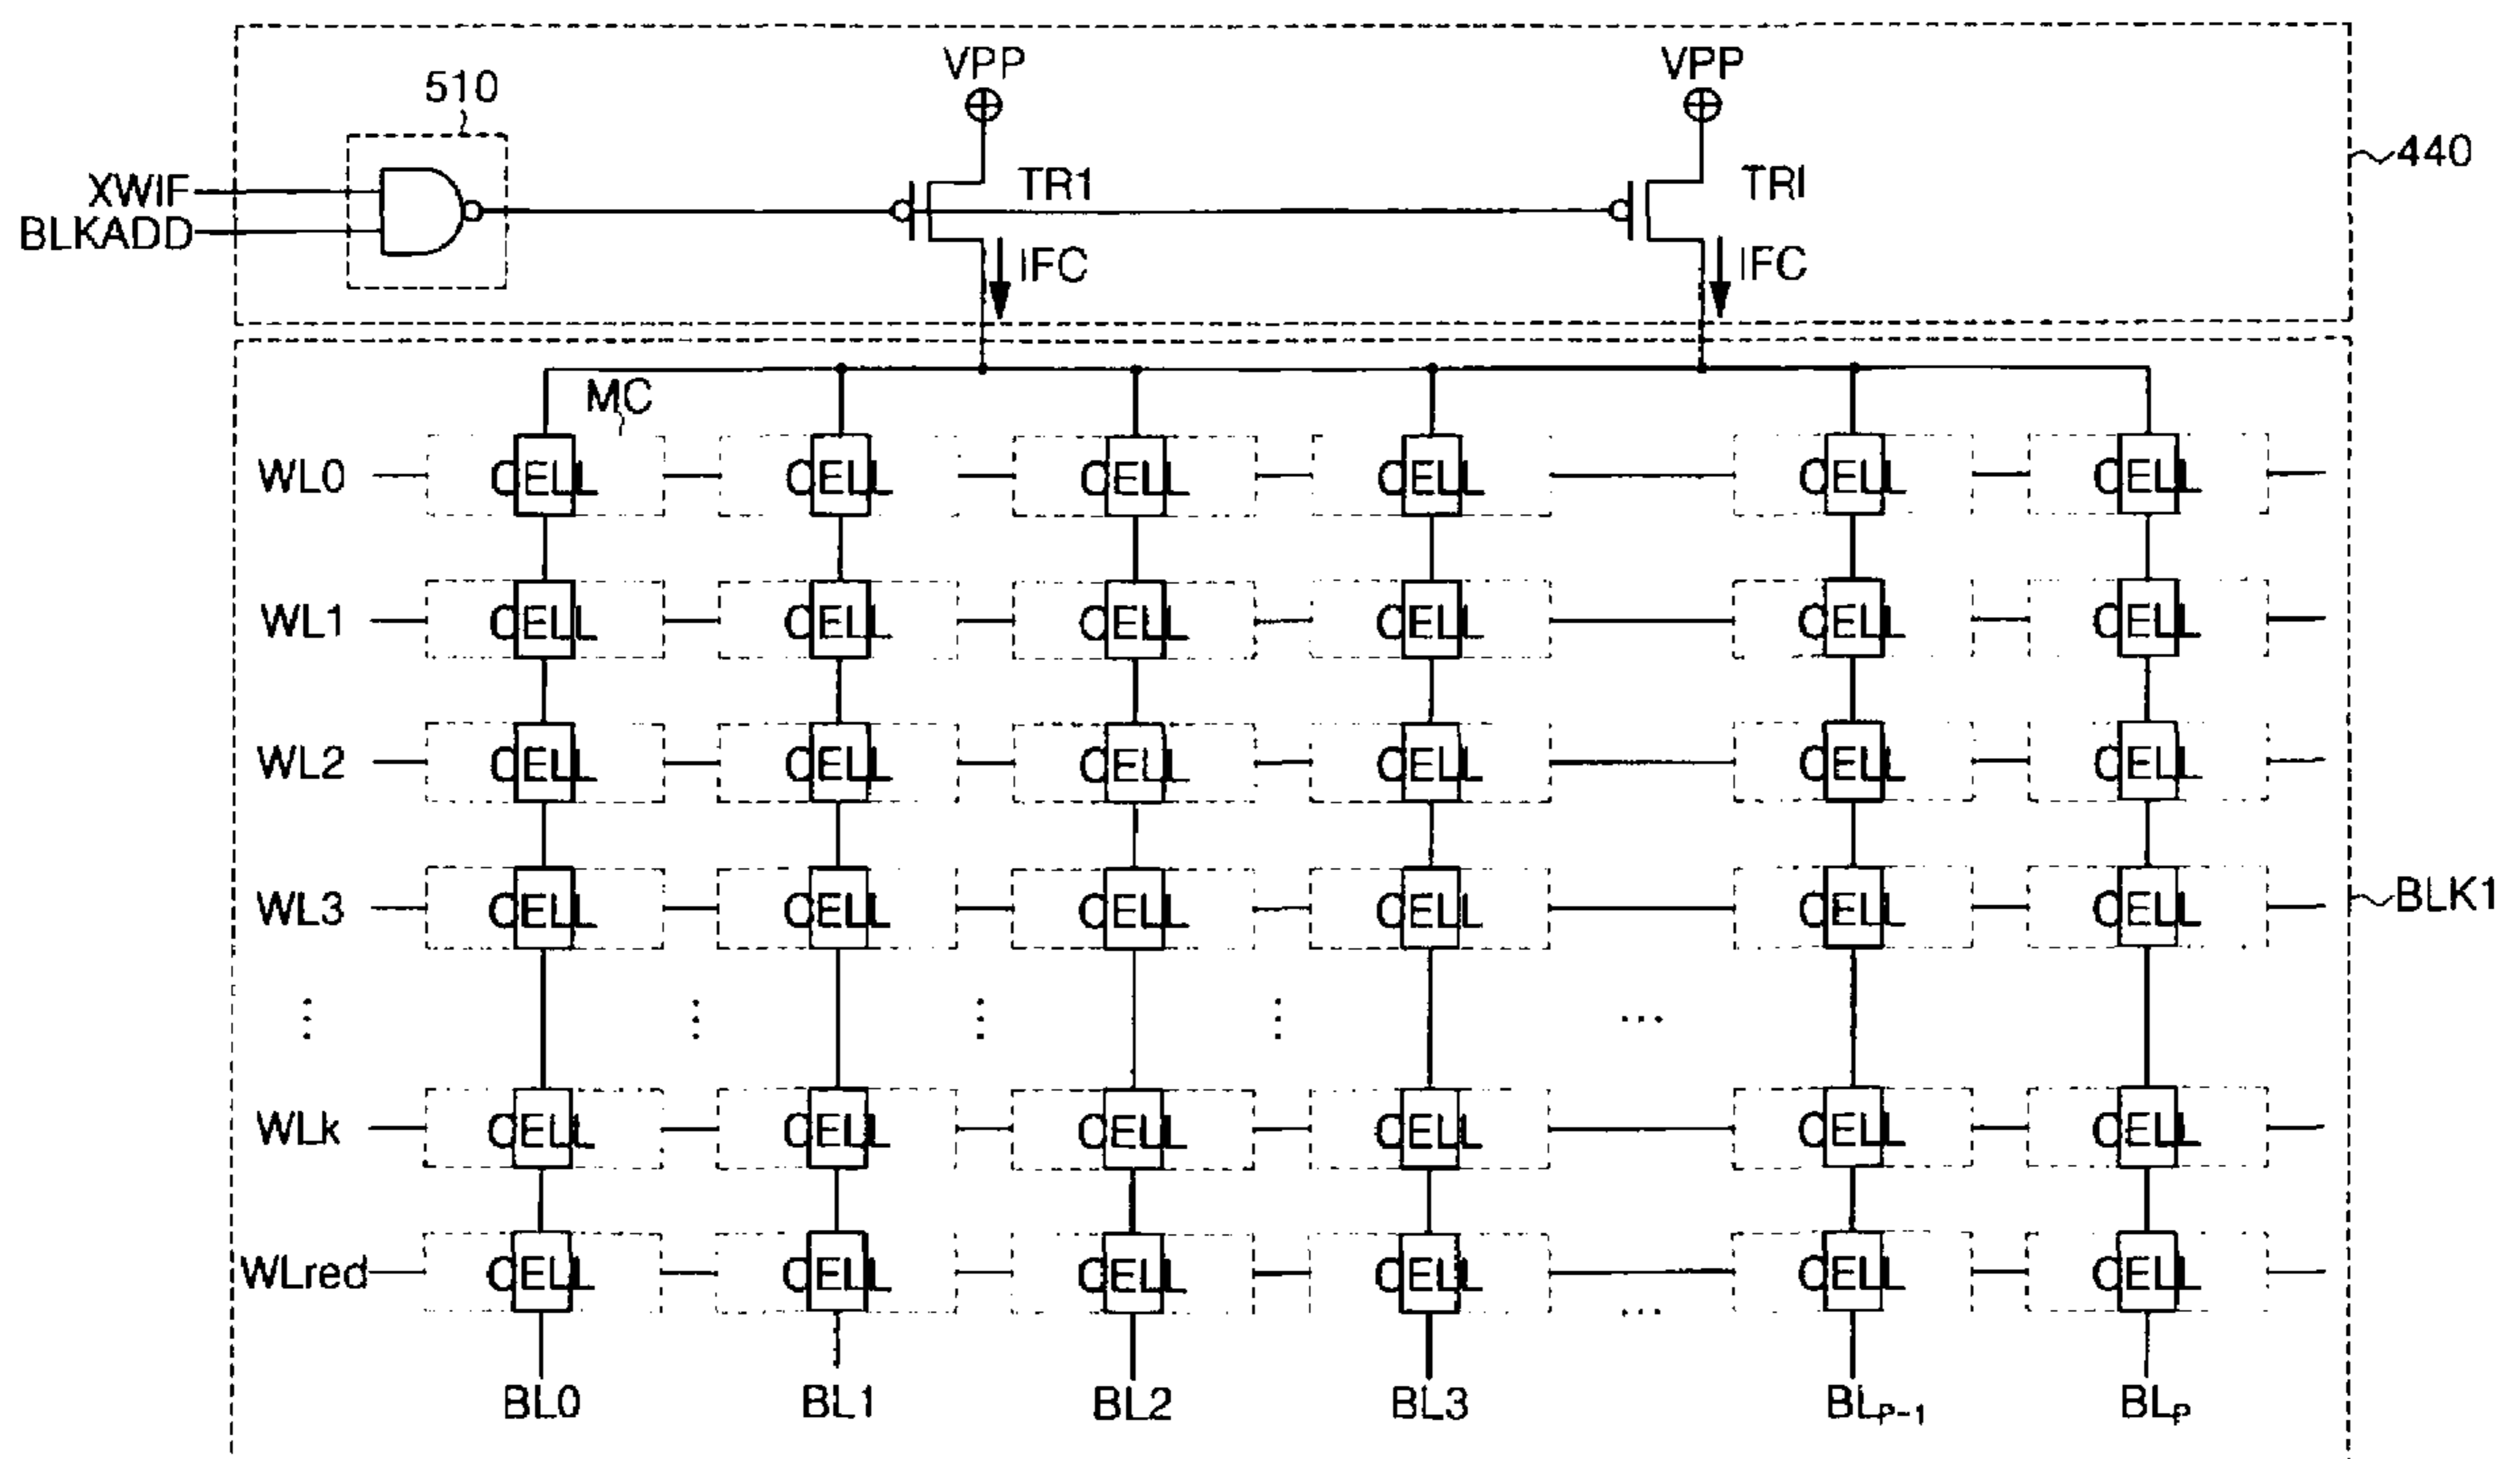 VPP VPP
510
440
XWIF
BLKADD
TR1 TRl
IFC IFC
MC
WL0 CELL CELL CELL CELL CELL CELL
WL1 CELL CELL CELL CELL CELL CELL
WL2 CELL CELL CELL CELL CELL CELL
WL3 CELL CELL CELL CELL CELL CELL
BLK1
⋮ ⋮ ⋮ ⋮ ...
WLk CELL CELL CELL CELL CELL CELL
WLred CELL CELL CELL CELL ... CELL CELL
BL0 BL1 BL2 BL3 BLP-1 BLP